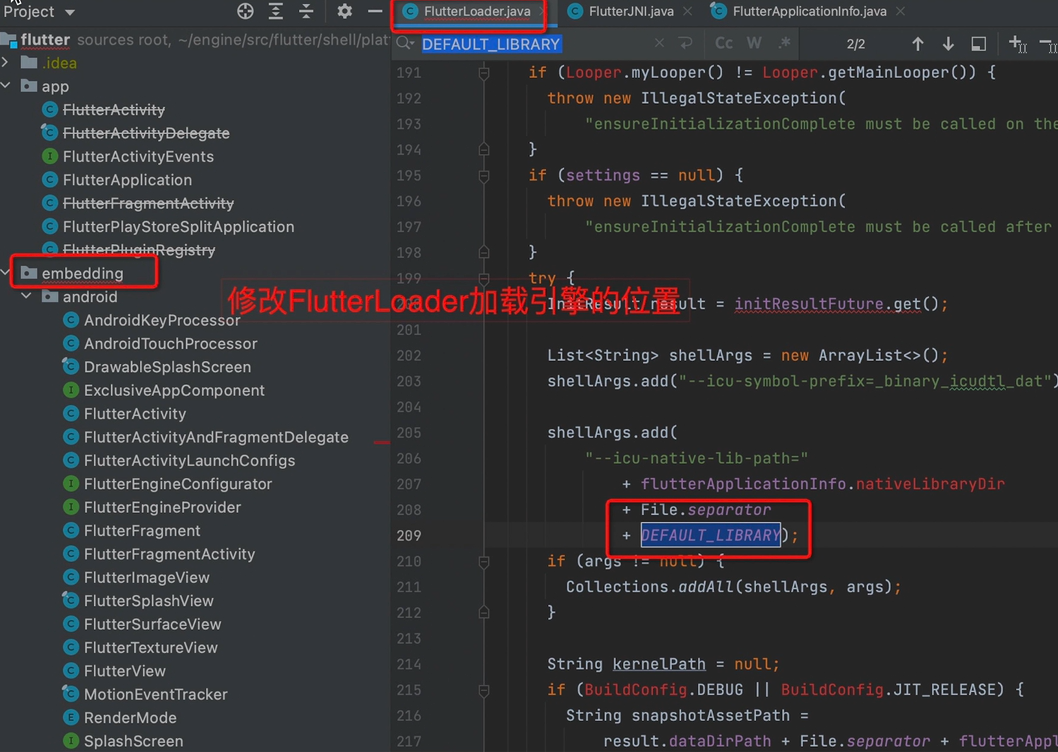 Project
flutter sources root, ~/engine/src/flutter/shell/plat
.idea
app
FlutterActivity
FlutterActivityDelegate
FlutterActivityEvents
FlutterApplication
FlutterFragmentActivity
FlutterPlayStoreSplitApplication
FlutterPluginRegistry
embedding
android
AndroidKeyProcessor
AndroidTouchProcessor
DrawableSplashScreen
ExclusiveAppComponent
FlutterActivity
FlutterActivityAndFragmentDelegate
FlutterActivityLaunchConfigs
FlutterEngineConfigurator
FlutterEngineProvider
FlutterFragment
FlutterFragmentActivity
FlutterImageView
FlutterSplashView
FlutterSurfaceView
FlutterTextureView
FlutterView
MotionEventTracker
RenderMode
SplashScreen
FlutterLoader.java
FlutterJNI.java
FlutterApplicationInfo.java
DEFAULT_LIBRARY
Cc W .*
2/2
191 if (Looper.myLooper() != Looper.getMainLooper()) {
192 throw new IllegalStateException(
193 "ensureInitializationComplete must be called on the
194 }
195 if (settings == null) {
196 throw new IllegalStateException(
197 "ensureInitializationComplete must be called after
198 }
199 try {
修改FlutterLoader加载引擎的位置
InitResult result = initResultFuture.get();
201
202 List<String> shellArgs = new ArrayList<>();
203 shellArgs.add("--icu-symbol-prefix=_binary_icudtl_dat")
204
205 shellArgs.add(
206 "--icu-native-lib-path="
207 + flutterApplicationInfo.nativeLibraryDir
208 + File.separator
209 + DEFAULT_LIBRARY);
210 if (args != null) {
211 Collections.addAll(shellArgs, args);
212 }
213
214 String kernelPath = null;
215 if (BuildConfig.DEBUG || BuildConfig.JIT_RELEASE) {
216 String snapshotAssetPath =
217 result.dataDirPath + File.separator + flutterAppl